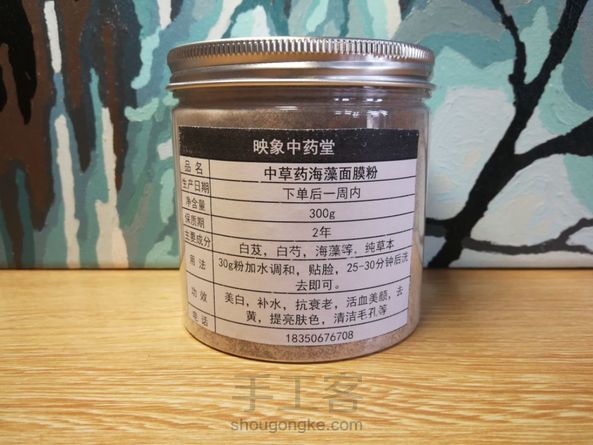 映象中药堂
品 名 中草药海藻面膜粉
生产日期 下单后一周内
净含量 300g
保质期 2年
主要成分 白芨，白芍，海藻等，纯草本
用 法 30g粉加水调和，贴脸，25-30分钟后洗
去即可。
功 效 美白，补水，抗衰老，活血美颜，去
黄，提亮肤色，清洁毛孔等
电 话 18350676708
手工客
shougongke.com